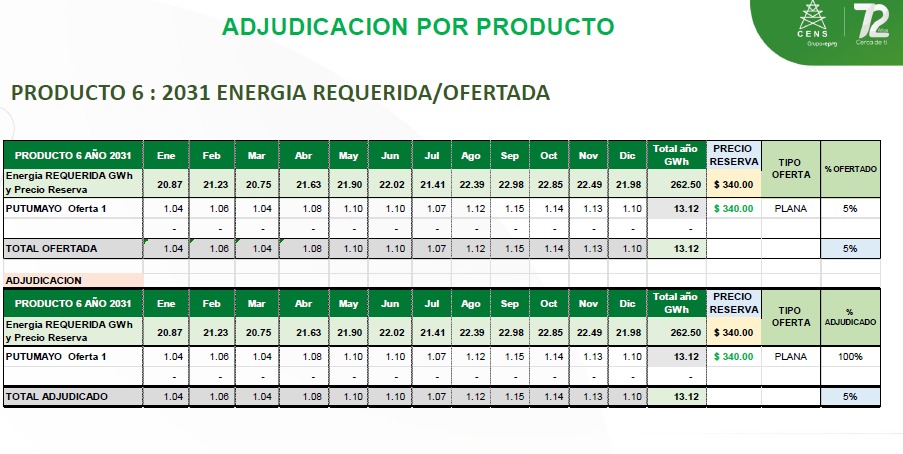 ADJUDICACION POR PRODUCTO
CENS
Grupo·epm
72
Cerca de ti
PRODUCTO 6 : 2031 ENERGIA REQUERIDA/OFERTADA
PRODUCTO 6 AÑO 2031 Ene Feb Mar Abr May Jun Jul Ago Sep Oct Nov Dic Total año GWh PRECIO RESERVA TIPO OFERTA % OFERTADO
Energía REQUERIDA GWh y Precio Reserva 20.87 21.23 20.75 21.63 21.90 22.02 21.41 22.39 22.98 22.85 22.49 21.98 262.50 $ 340.00
PUTUMAYO Oferta 1 1.04 1.06 1.04 1.08 1.10 1.10 1.07 1.12 1.15 1.14 1.13 1.10 13.12 $ 340.00 PLANA 5%
- - - - - - - - - - - - -
TOTAL OFERTADA 1.04 1.06 1.04 1.08 1.10 1.10 1.07 1.12 1.15 1.14 1.13 1.10 13.12 5%
ADJUDICACION
PRODUCTO 6 AÑO 2031 Ene Feb Mar Abr May Jun Jul Ago Sep Oct Nov Dic Total año GWh PRECIO RESERVA TIPO OFERTA % ADJUDICADO
Energía REQUERIDA GWh y Precio Reserva 20.87 21.23 20.75 21.63 21.90 22.02 21.41 22.39 22.98 22.85 22.49 21.98 262.50 $ 340.00
PUTUMAYO Oferta 1 1.04 1.06 1.04 1.08 1.10 1.10 1.07 1.12 1.15 1.14 1.13 1.10 13.12 $ 340.00 PLANA 100%
- - - - - - - - - - - - -
TOTAL ADJUDICADO 1.04 1.06 1.04 1.08 1.10 1.10 1.07 1.12 1.15 1.14 1.13 1.10 13.12 5%